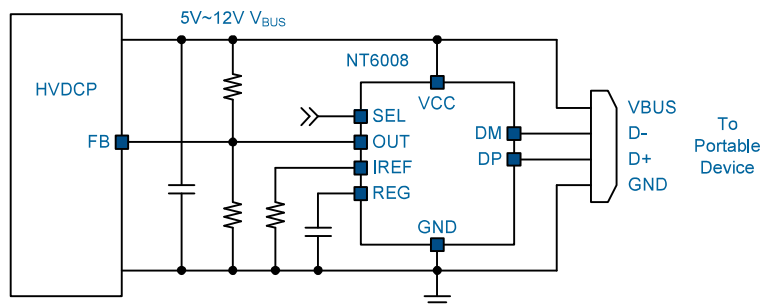 5V~12V VBUS
HVDCP
FB
NT6008
VCC
SEL
OUT
IREF
REG
DM
DP
GND
VBUS
D-
D+
GND
To
Portable
Device